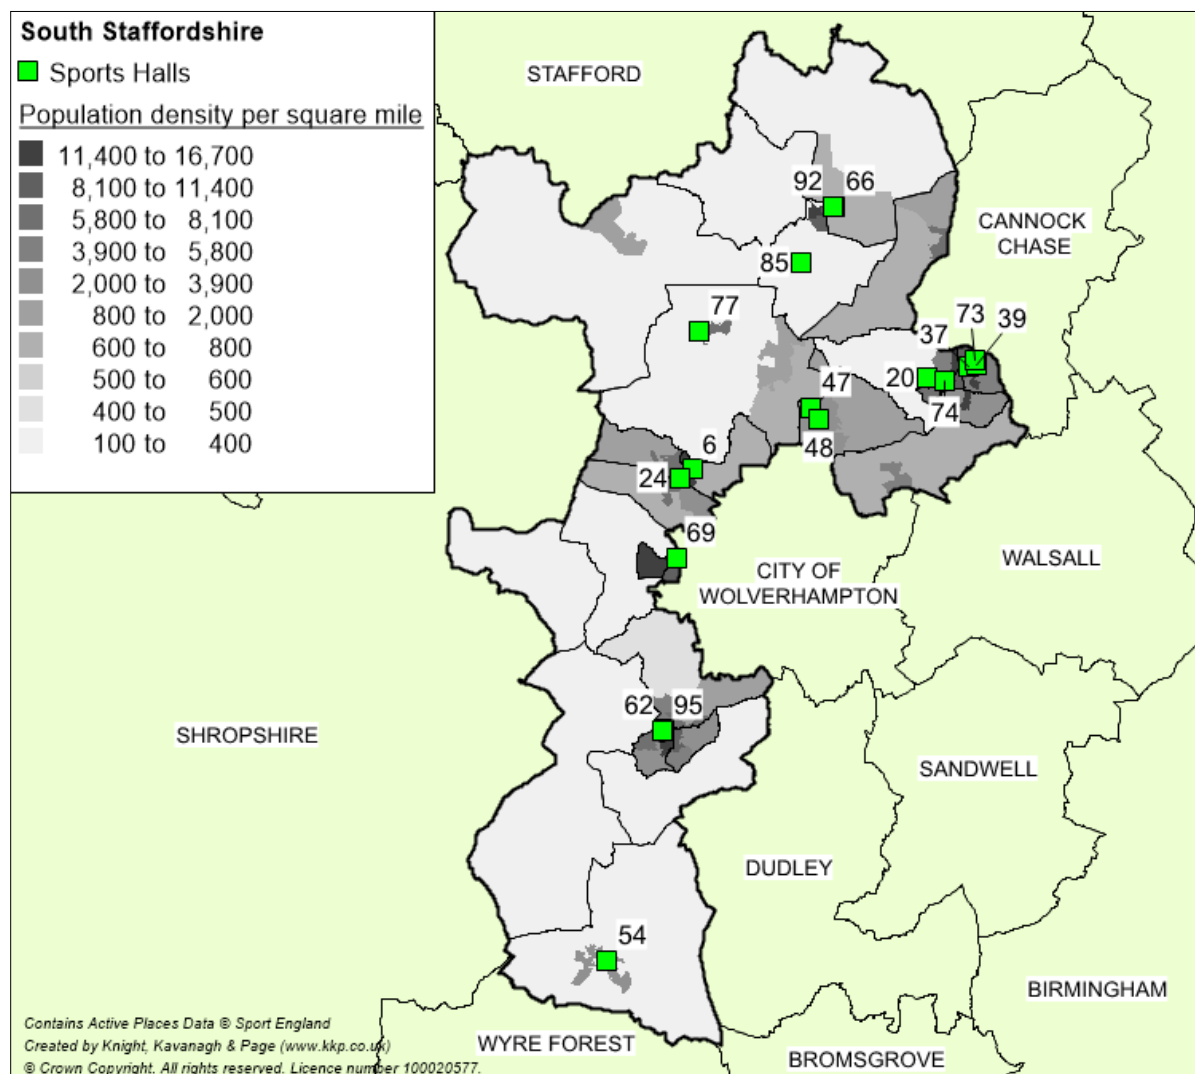 South Staffordshire
Sports Halls
Population density per square mile
11,400 to 16,700
8,100 to 11,400
5,800 to 8,100
3,900 to 5,800
2,000 to 3,900
800 to 2,000
600 to 800
500 to 600
400 to 500
100 to 400
STAFFORD
92 66
CANNOCK
CHASE
85
77
73
39
37
20
47
74
48
6
24
69
CITY OF
WOLVERHAMPTON
WALSALL
62 95
SHROPSHIRE
SANDWELL
DUDLEY
54
BIRMINGHAM
WYRE FOREST
BROMSGROVE
Contains Active Places Data © Sport England
Created by Knight, Kavanagh & Page (www.kkp.co.uk)
© Crown Copyright. All rights reserved. Licence number 100020577.